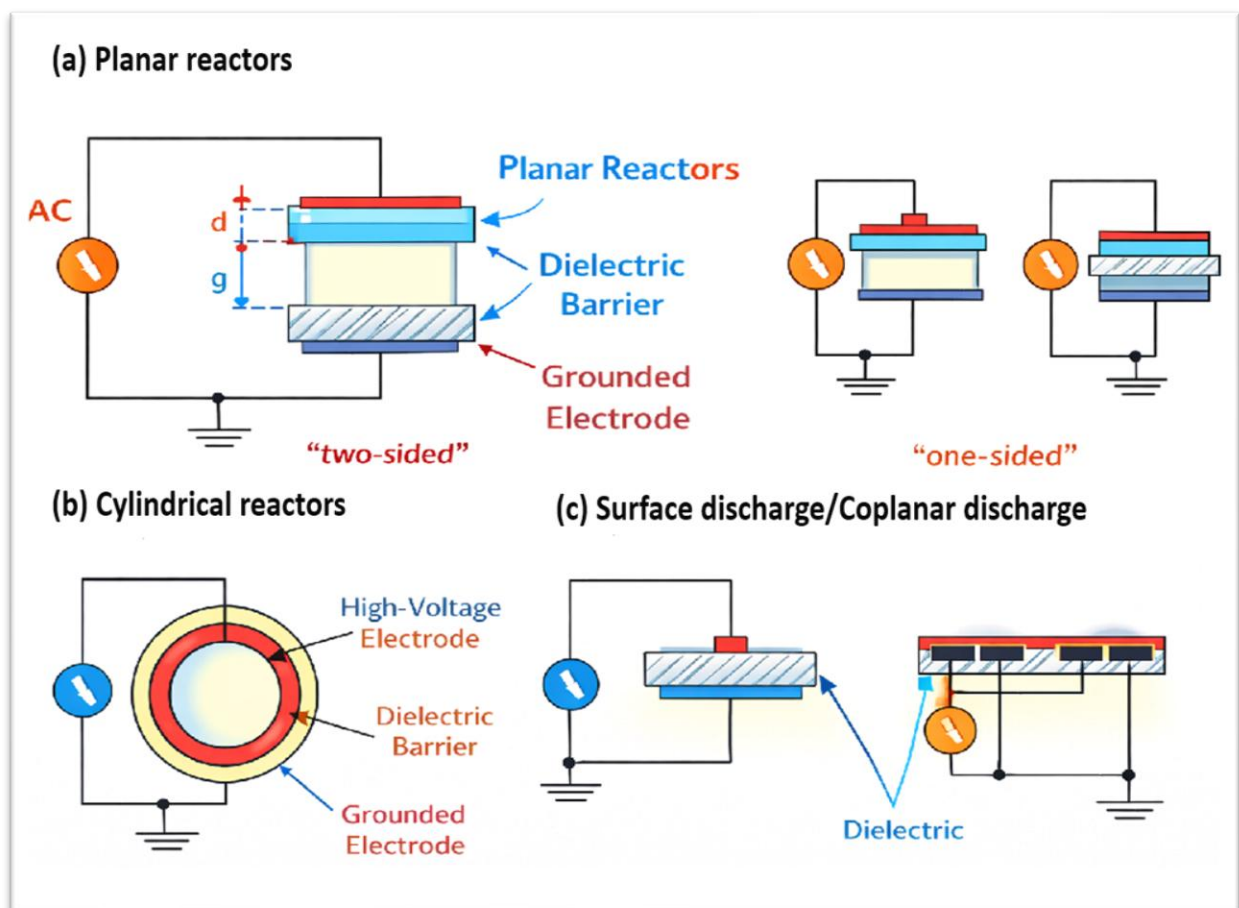 (a) Planar reactors
AC
d
g
Planar Reactors
Dielectric
Barrier
Grounded
Electrode
"two-sided"
"one-sided"
(b) Cylindrical reactors
High-Voltage
Electrode
Dielectric
Barrier
Grounded
Electrode
(c) Surface discharge/Coplanar discharge
Dielectric